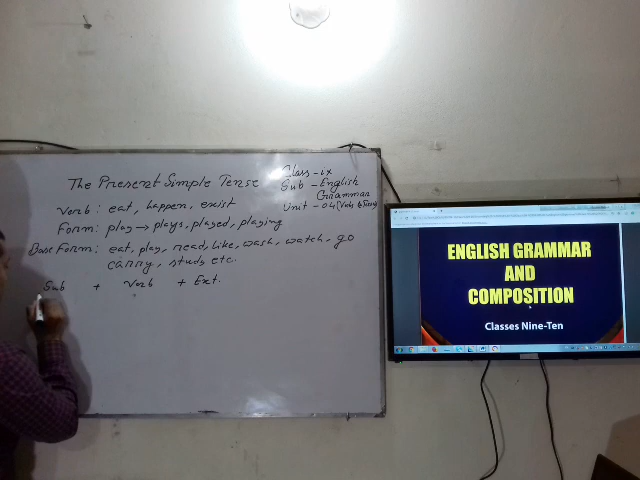 The Present Simple Tense
Verb : eat, happen, exist
Form : play → plays, played, playing
Base Form : eat, play, read, like, wash, watch, go
carry, study etc.
Sub + Verb + Ext.
Class - ix
Sub - English
Grammar
Unit - 04
ENGLISH GRAMMAR
AND
COMPOSITION
Classes Nine-Ten